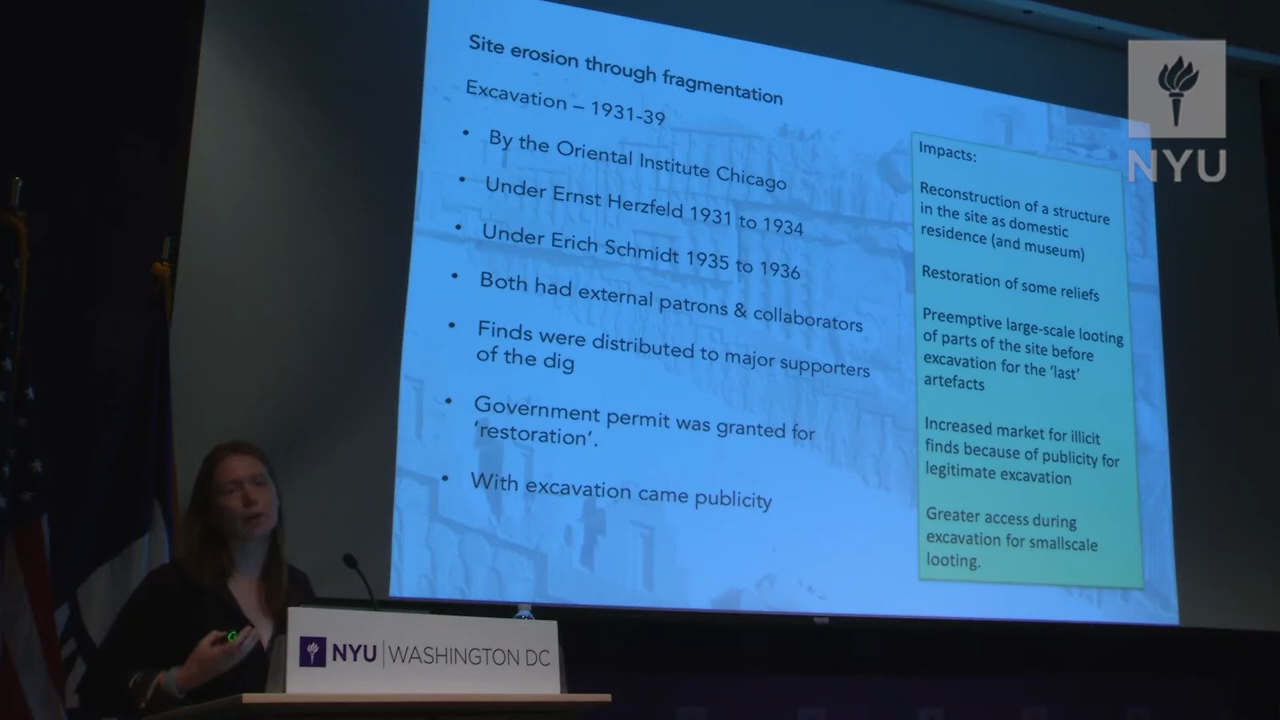 Site erosion through fragmentation
Excavation – 1931-39
• By the Oriental Institute Chicago
• Under Ernst Herzfeld 1931 to 1934
• Under Erich Schmidt 1935 to 1936
• Both had external patrons & collaborators
• Finds were distributed to major supporters
of the dig
• Government permit was granted for
‘restoration’.
• With excavation came publicity
Impacts:
Reconstruction of a structure
in the site as domestic
residence (and museum)
Restoration of some reliefs
Preemptive large-scale looting
of parts of the site before
excavation for the ‘last’
artefacts
Increased market for illicit
finds because of publicity for
legitimate excavation
Greater access during
excavation for smallscale
looting.
NYU
NYU | WASHINGTON DC